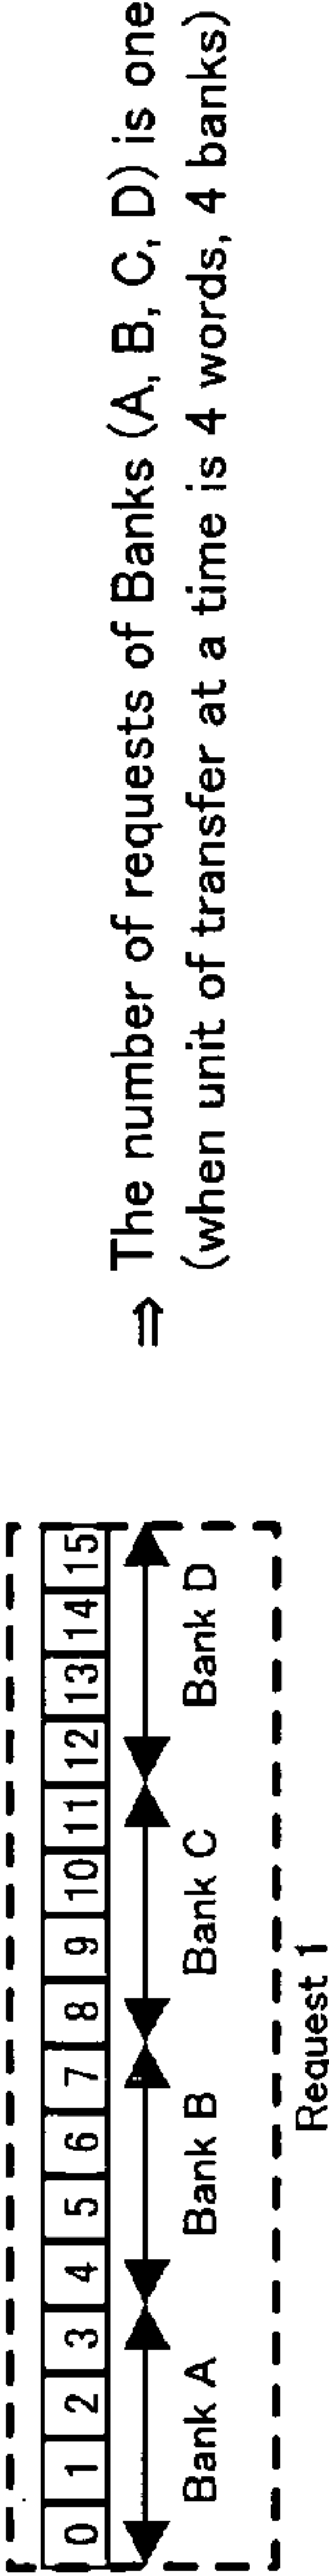 0 1 2 3 4 5 6 7 8 9 10 11 12 13 14 15
Bank A Bank B Bank C Bank D
Request 1
⇒ The number of requests of Banks (A, B, C, D) is one
(when unit of transfer at a time is 4 words, 4 banks)